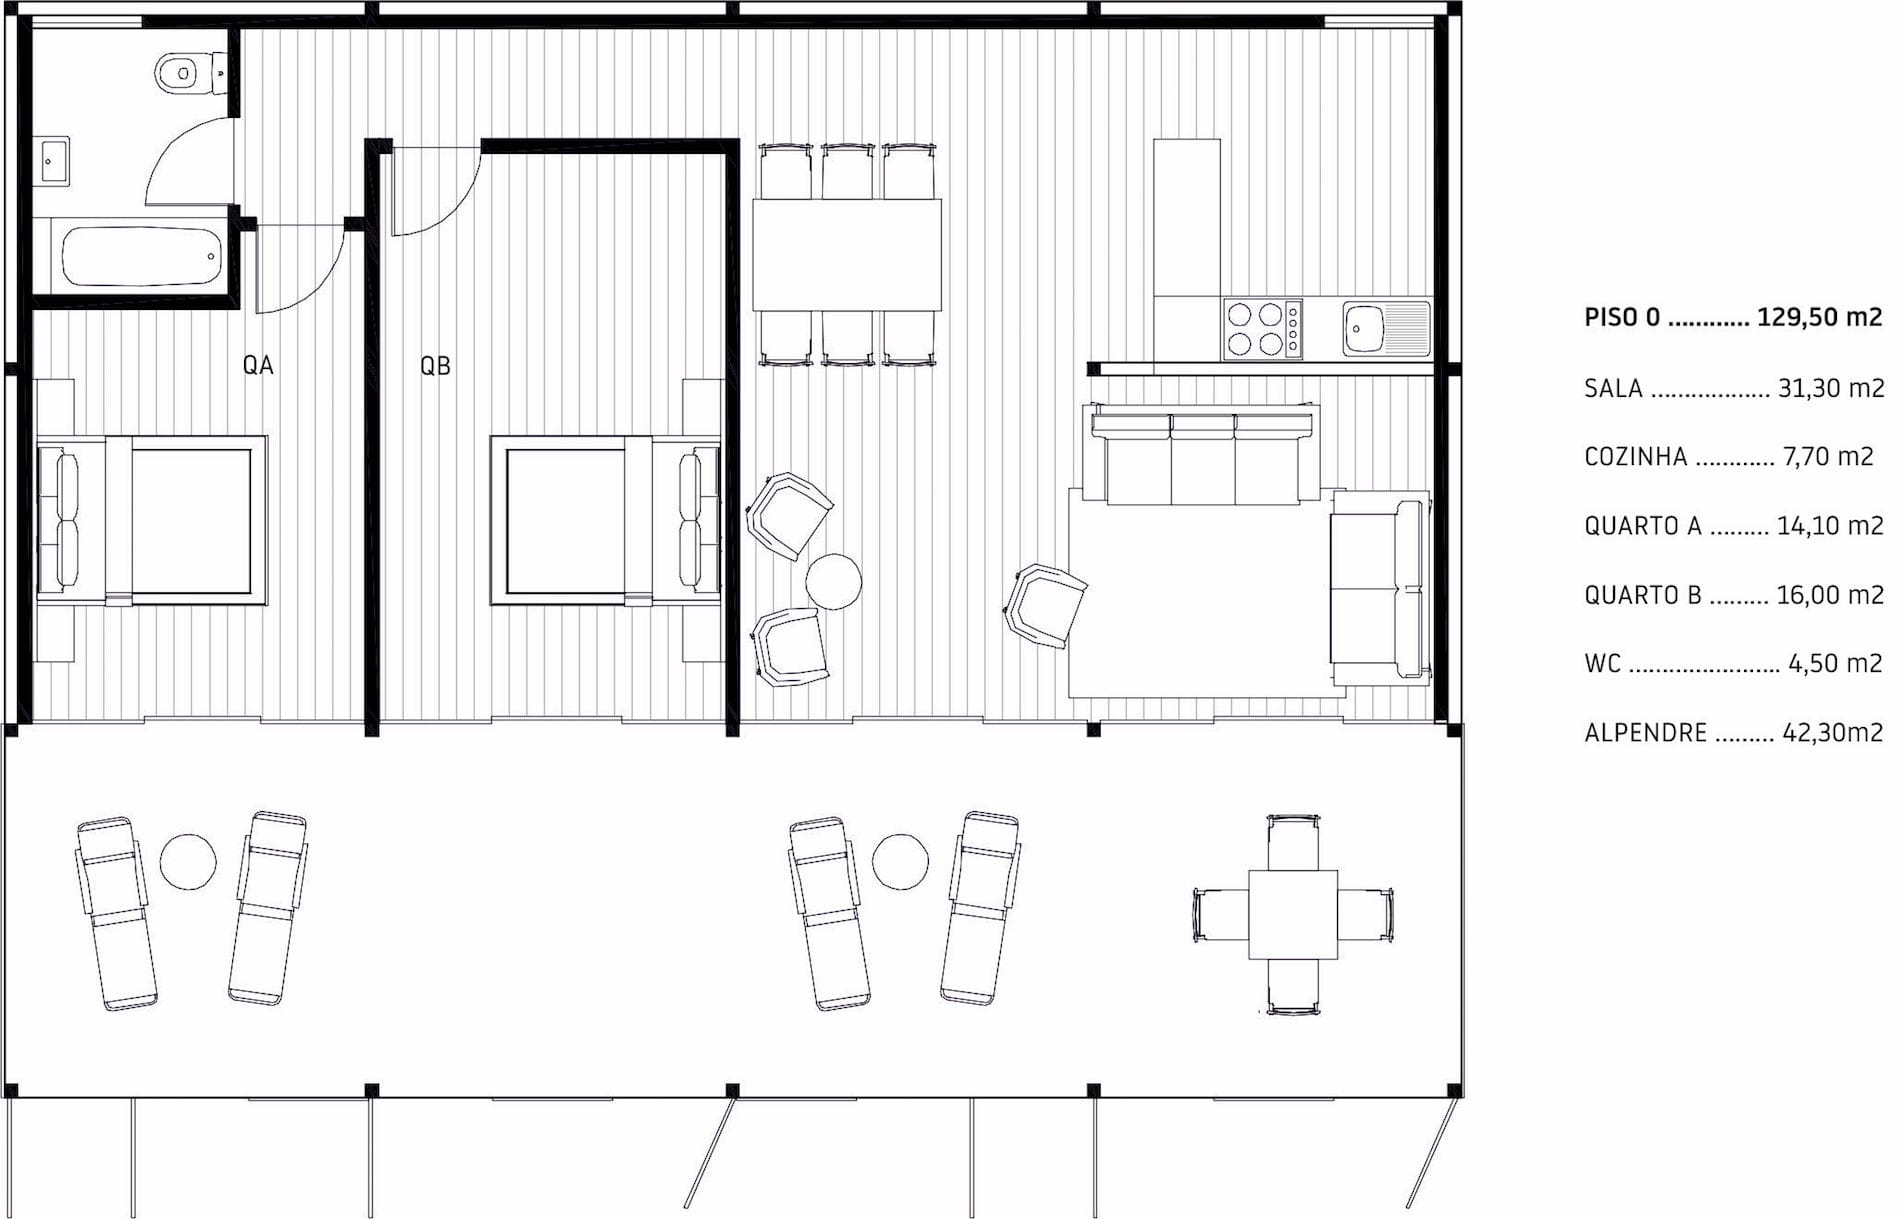 QA
QB
PISO 0 ............ 129,50 m2
SALA .................. 31,30 m2
COZINHA ............ 7,70 m2
QUARTO A ......... 14,10 m2
QUARTO B ......... 16,00 m2
WC ....................... 4,50 m2
ALPENDRE ......... 42,30m2